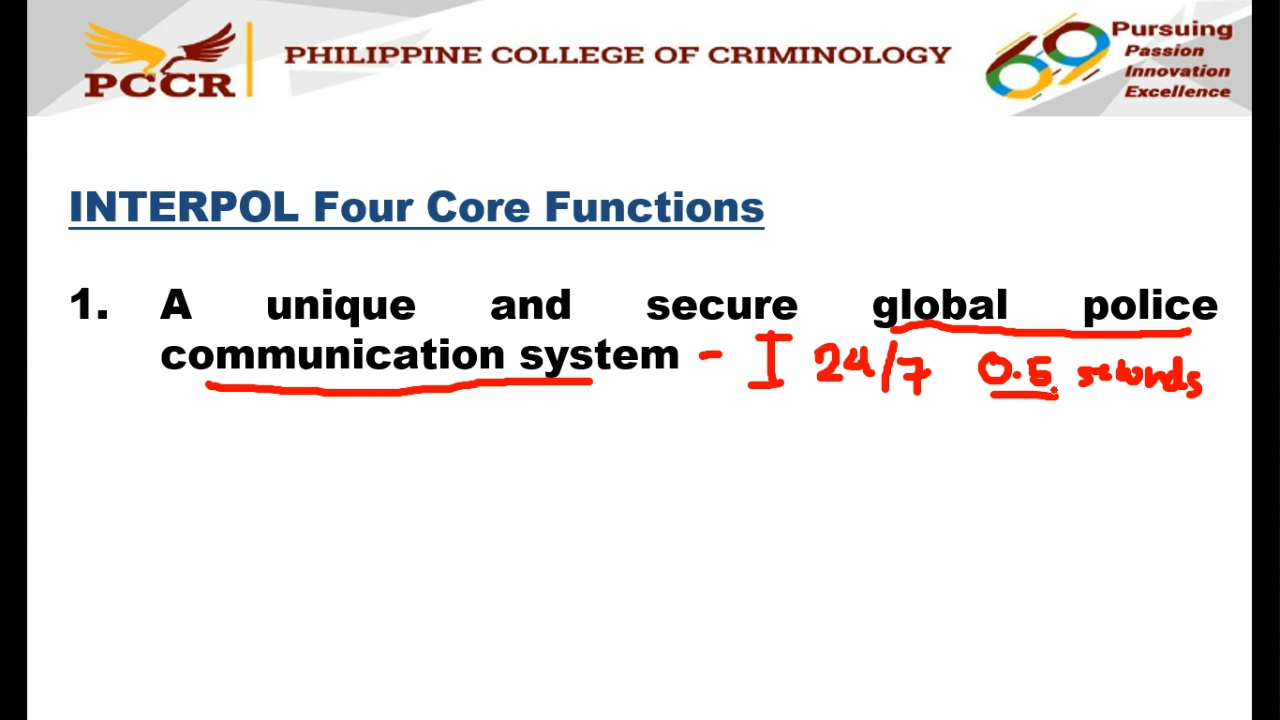 PCCR
PHILIPPINE COLLEGE OF CRIMINOLOGY
69
Pursuing
Passion
Innovation
Excellence
INTERPOL Four Core Functions
1. A unique and secure global police
communication system - I 24/7 0.5 seconds